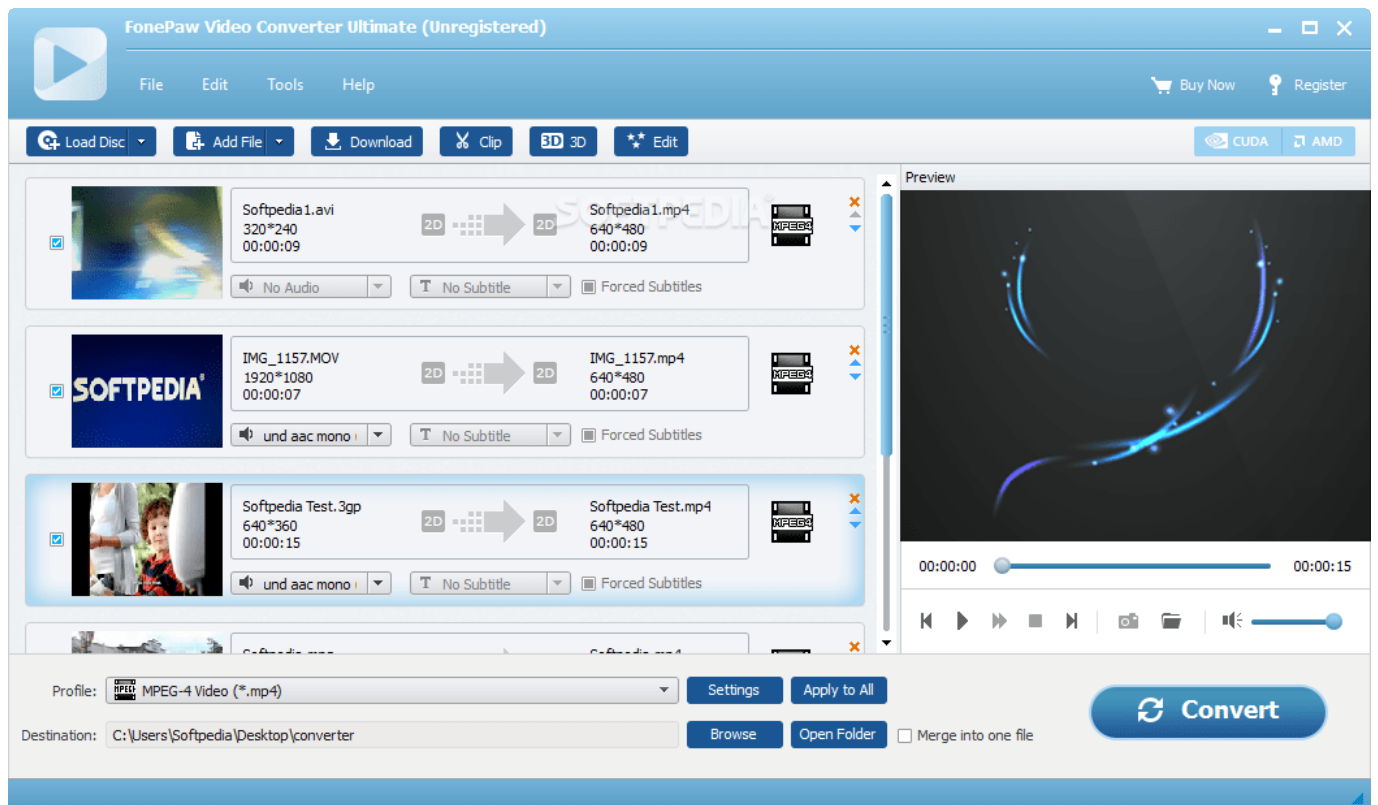 FonePaw Video Converter Ultimate (Unregistered)
File Edit Tools Help
Buy Now Register
Load Disc Add File Download Clip 3D 3D Edit
CUDA AMD
Preview
SOFTPEDIA®
Softpedia1.avi
320*240
00:00:09
2D 2D
Softpedia1.mp4
640*480
00:00:09
MPEG4
No Audio
T No Subtitle
Forced Subtitles
SOFTPEDIA®
IMG_1157.MOV
1920*1080
00:00:07
2D 2D
IMG_1157.mp4
640*480
00:00:07
MPEG4
und aac mono
T No Subtitle
Forced Subtitles
Softpedia Test.3gp
640*360
00:00:15
2D 2D
Softpedia Test.mp4
640*480
00:00:15
MPEG4
und aac mono
T No Subtitle
Forced Subtitles
00:00:00 00:00:15
Profile: MPEG MPEG-4 Video (*.mp4) Settings Apply to All
Convert
Destination: C:\Users\Softpedia\Desktop\converter Browse Open Folder Merge into one file